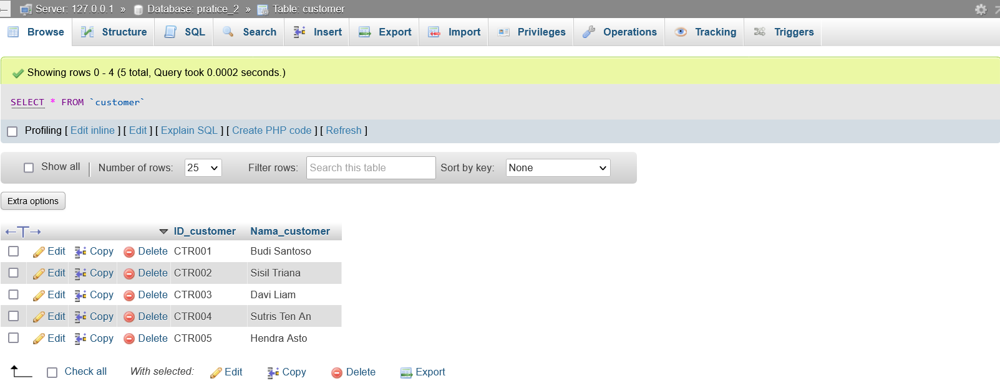 Server: 127.0.0.1 » Database: pratice_2 » Table: customer
Browse Structure SQL Search Insert Export Import Privileges Operations Tracking Triggers
Showing rows 0 - 4 (5 total, Query took 0.0002 seconds.)
SELECT * FROM `customer`
Profiling [ Edit inline ] [ Edit ] [ Explain SQL ] [ Create PHP code ] [ Refresh ]
Show all | Number of rows: 25 Filter rows: Search this table Sort by key: None
Extra options
←T→ ID_customer Nama_customer
Edit Copy Delete CTR001 Budi Santoso
Edit Copy Delete CTR002 Sisil Triana
Edit Copy Delete CTR003 Davi Liam
Edit Copy Delete CTR004 Sutris Ten An
Edit Copy Delete CTR005 Hendra Asto
Check all With selected: Edit Copy Delete Export